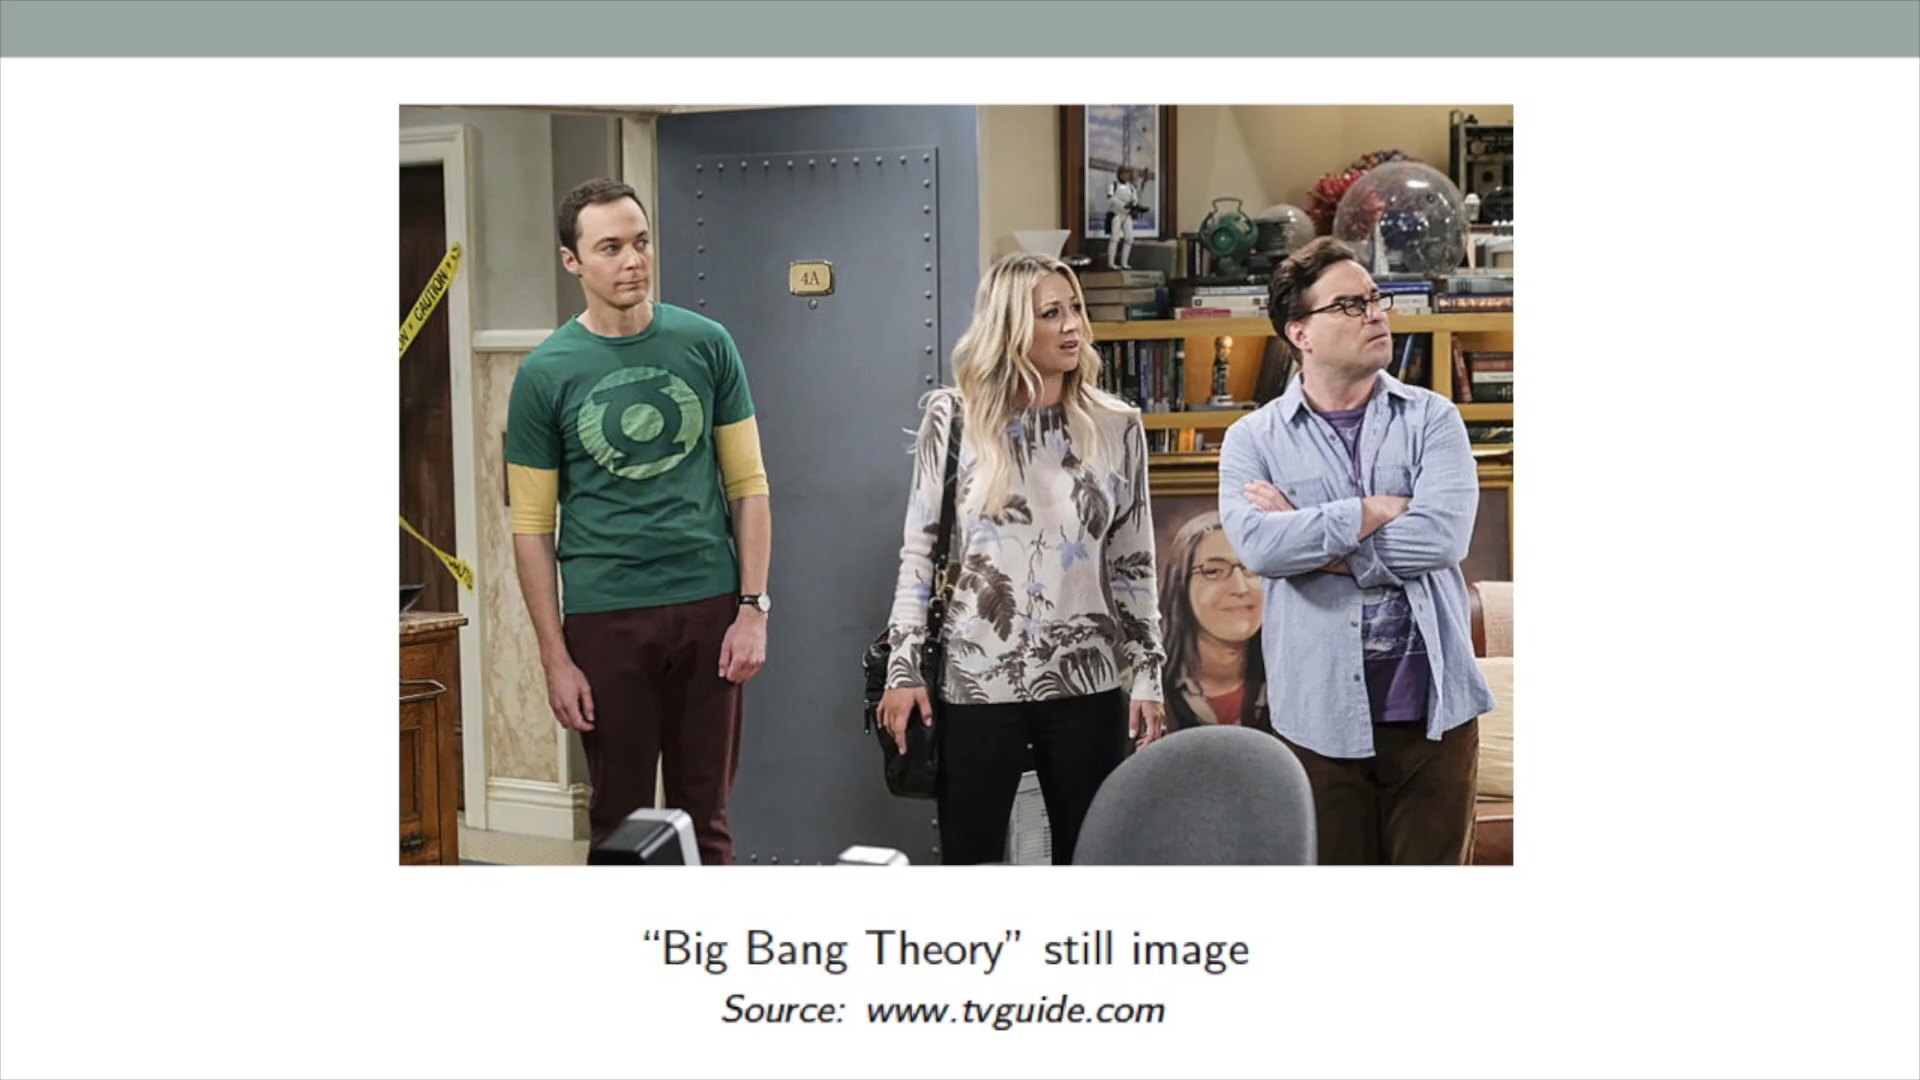 CAUTION
4A
“Big Bang Theory” still image
Source: www.tvguide.com